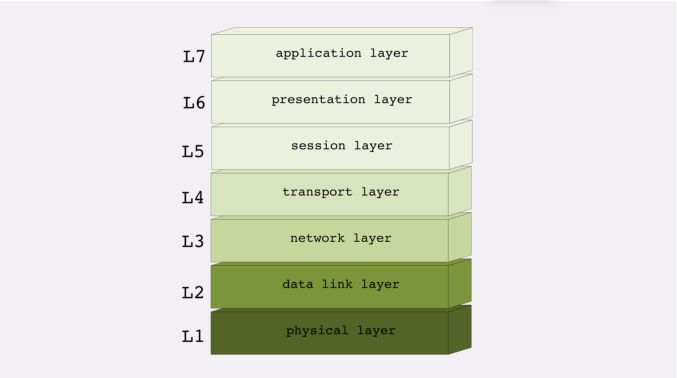 L7 application layer
L6 presentation layer
L5 session layer
L4 transport layer
L3 network layer
L2 data link layer
L1 physical layer